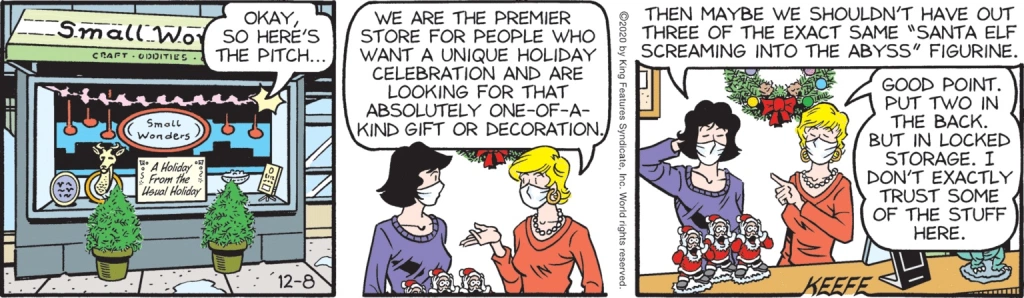 Small Wo
CRAFT · ODDITIES ·
OKAY,
SO HERE'S
THE PITCH...
Small
Wonders
A Holiday
from the
Usual Holiday
12-8
WE ARE THE PREMIER
STORE FOR PEOPLE WHO
WANT A UNIQUE HOLIDAY
CELEBRATION AND ARE
LOOKING FOR THAT
ABSOLUTELY ONE-OF-A-
KIND GIFT OR DECORATION.
©2020 by King Features Syndicate, Inc. World rights reserved.
THEN MAYBE WE SHOULDN'T HAVE OUT
THREE OF THE EXACT SAME "SANTA ELF
SCREAMING INTO THE ABYSS" FIGURINE.
GOOD POINT.
PUT TWO IN
THE BACK.
BUT IN LOCKED
STORAGE. I
DON'T EXACTLY
TRUST SOME
OF THE STUFF
HERE.
KEEFE